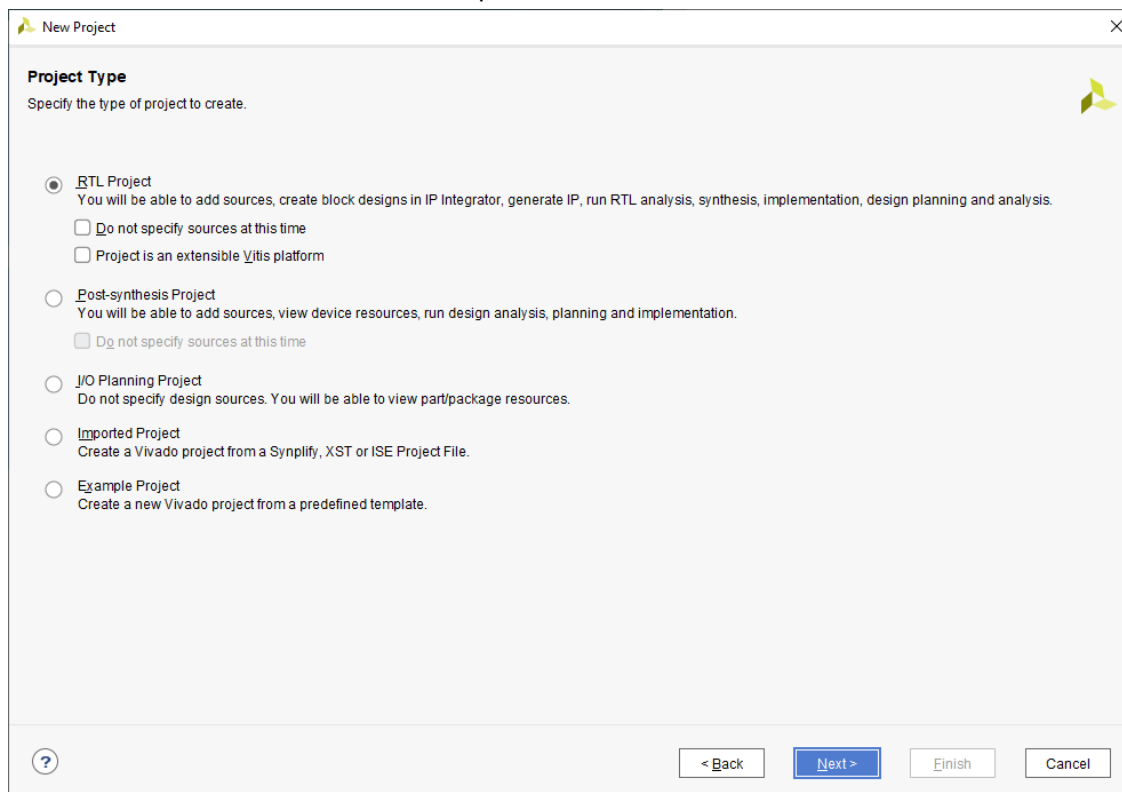 New Project
Project Type
Specify the type of project to create.
RTL Project
You will be able to add sources, create block designs in IP Integrator, generate IP, run RTL analysis, synthesis, implementation, design planning and analysis.
Do not specify sources at this time
Project is an extensible Vitis platform
Post-synthesis Project
You will be able to add sources, view device resources, run design analysis, planning and implementation.
Do not specify sources at this time
I/O Planning Project
Do not specify design sources. You will be able to view part/package resources.
Imported Project
Create a Vivado project from a Synplify, XST or ISE Project File.
Example Project
Create a new Vivado project from a predefined template.
? < Back Next > Finish Cancel